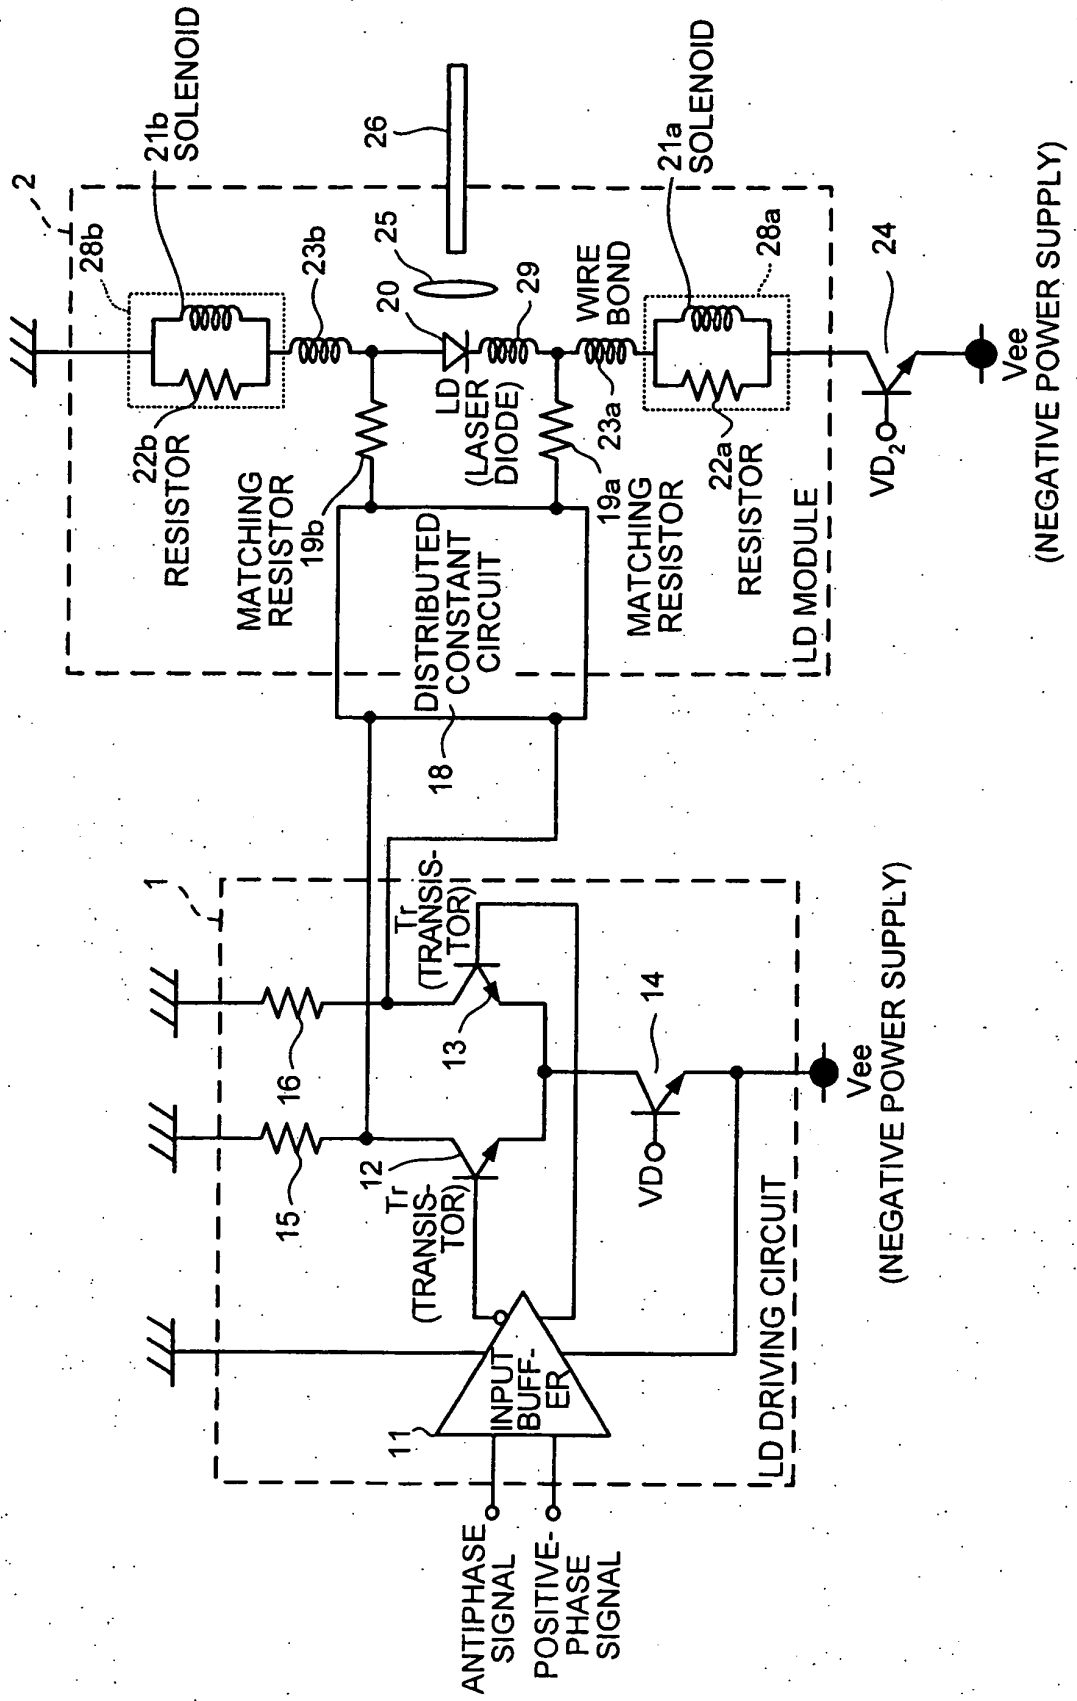 ANTIPHASE
SIGNAL
POSITIVE-
PHASE
SIGNAL
11
INPUT
BUFF-
ER
1
15
16
12
Tr
(TRANSIS-
TOR)
13
Tr
(TRANSIS-
TOR)
14
VD
LD DRIVING CIRCUIT
Vee
(NEGATIVE POWER SUPPLY)
18
DISTRIBUTED
CONSTANT
CIRCUIT
2
28b
21b
SOLENOID
22b
RESISTOR
23b
MATCHING
RESISTOR
19b
20
25
26
LD
(LASER
DIODE)
29
WIRE
BOND
23a
19a
MATCHING
RESISTOR
21a
SOLENOID
22a
RESISTOR
28a
LD MODULE
24
VD2
Vee
(NEGATIVE POWER SUPPLY)